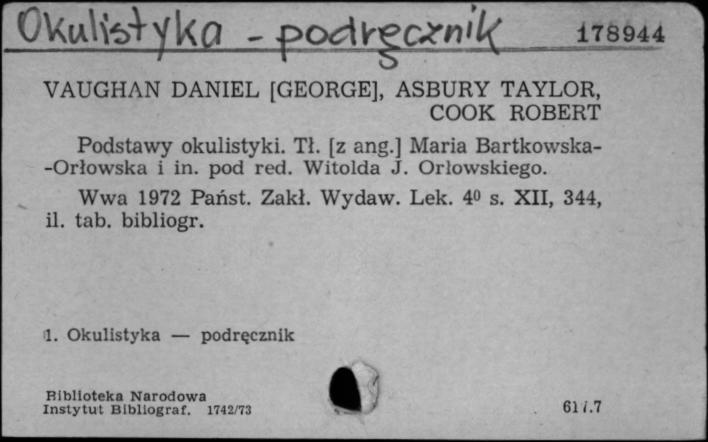 Okulistyka - podręcznik 178944
VAUGHAN DANIEL [GEORGE], ASBURY TAYLOR,
COOK ROBERT
Podstawy okulistyki. Tł. [z ang.] Maria Bartkowska-
-Orłowska i in. pod red. Witolda J. Orłowskiego.
Wwa 1972 Państ. Zakł. Wydaw. Lek. 4⁰ s. XII, 344,
il. tab. bibliogr.
1. Okulistyka — podręcznik
Biblioteka Narodowa
Instytut Bibliograf. 1742/73 617.7